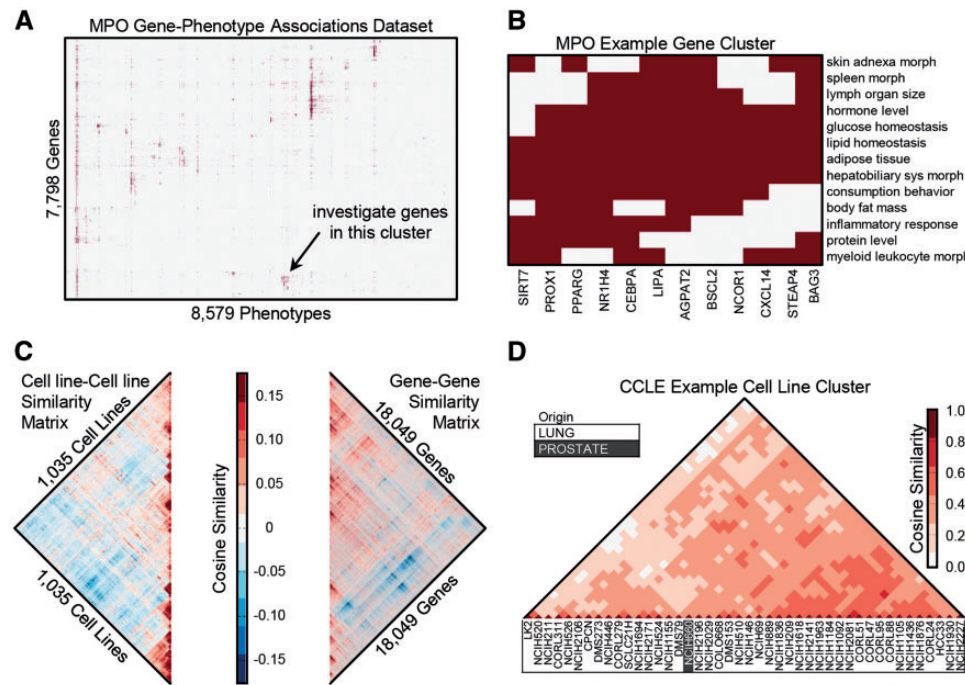 A
MPO Gene-Phenotype Associations Dataset
7,798 Genes
investigate genes
in this cluster
8,579 Phenotypes
B
MPO Example Gene Cluster
skin adnexa morph
spleen morph
lymph organ size
hormone level
glucose homeostasis
lipid homeostasis
adipose tissue
hepatobiliary sys morph
consumption behavior
body fat mass
inflammatory response
protein level
myeloid leukocyte morph
SIRT7
PROX1
PPARG
NR1H4
CEBPA
LIPA
AGPAT2
BSCL2
NCOR1
CXCL14
STEAP4
BAG3
C
Cell line-Cell line
Similarity
Matrix
1,035 Cell Lines
1,035 Cell Lines
Cosine Similarity
0.15
0.10
0.05
0
-0.05
-0.10
-0.15
Gene-Gene
Similarity
Matrix
18,049 Genes
18,049 Genes
D
CCLE Example Cell Line Cluster
Origin
LUNG
PROSTATE
Cosine Similarity
1.0
0.8
0.6
0.4
0.2
0.0
LK2
NCIH520
NCIH211
CORL311
NCIH526
NCIH2106
CPCN
DMS273
NCIH446
CORL279
SCLC21H
NCIH1694
NCIH2171
NCIH524
NCIH1155
DMS79
NCIH2196
NCIH2029
COLO668
DMS153
NCIH510
NCIH146
NCIH69
NCIH889
NCIH1836
NCIH209
NCIH1618
NCIH2141
NCIH1963
NCIH1184
NCIH1092
NCIH2081
CORL51
CORL47
CORL95
CORL88
NCIH1105
NCIH1436
NCIH1876
CORL24
HCC33
NCIH1930
NCIH2227